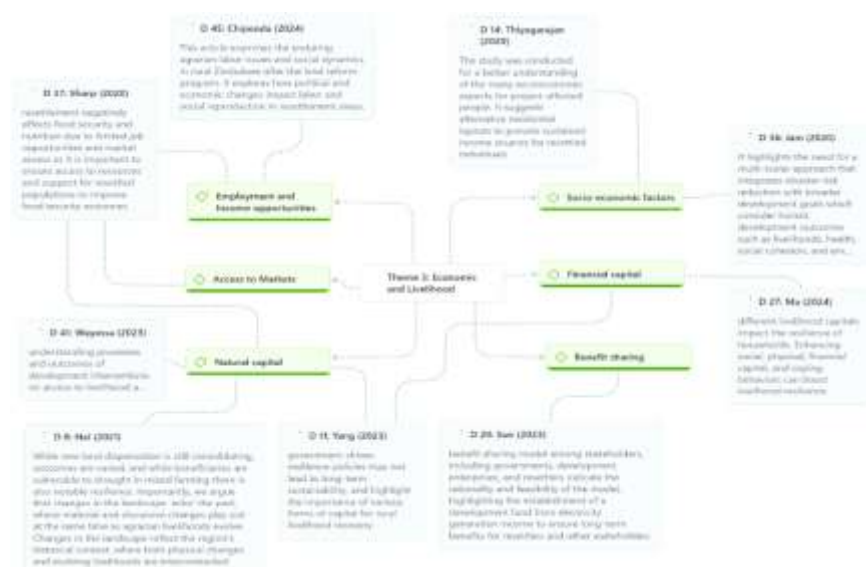 D 45: Chipenda (2024)
This article examines the enduring
agrarian labor issues and social dynamics
in rural Zimbabwe after the land reform
program. It explores how political and
economic changes impact labor and
social reproduction in resettlement areas.
D 14: Thiyagarajan
(2020)
The study was conducted
for a better understanding
of the many socioeconomic
aspects for project affected
people. It suggests
alternative livelihood
options to provide sustained
income sources for resettled
individuals
D 37: Sharp (2020)
resettlement negatively
affects food security and
nutrition due to limited job
opportunities and market
access so it is important to
ensure access to resources
and support for resettled
populations to improve
food security outcomes
D 36: Jam (2020)
It highlights the need for a
multi-scalar approach that
integrates disaster risk
reduction with broader
development goals which
consider holistic
development outcomes
such as livelihoods, health,
social cohesion, and env...
Employment and
Income opportunities
Socio economic factors
Access to Markets
Theme 3: Economic
and Livelihood
Financial capital
D 27: Mu (2024)
different livelihood capitals
impact the resilience of
households. Enhancing
social, physical, financial
capital, and coping
behaviors can boost
livelihood resilience
D 41: (2023)
understanding processes
and outcomes of
development interventions
on access to livelihood a...
Natural capital
Benefit sharing
D 8: (2021)
While new land dispensation is still consolidating,
outcomes are varied, and while beneficiaries are
vulnerable to drought in mixed farming there is
also notable resilience. Importantly, we argue
that changes in the landscape 'echo' the past,
where material and discursive changes play out
at the same time as agrarian livelihoods evolve.
Changes in the landscape reflect the region's
historical context, where both physical changes
and evolving livelihoods are interconnected
D 11: Yang (2023)
government-driven
resilience policies may not
lead to long-term
sustainability, and highlight
the importance of various
forms of capital for rural
livelihood recovery
D 29: Sun (2023)
benefit-sharing model among stakeholders,
including governments, development
enterprises, and resettlers indicate the
rationality and feasibility of the model,
highlighting the establishment of a
development fund from electricity
generation income to ensure long-term
benefits for resettlers and other stakeholders